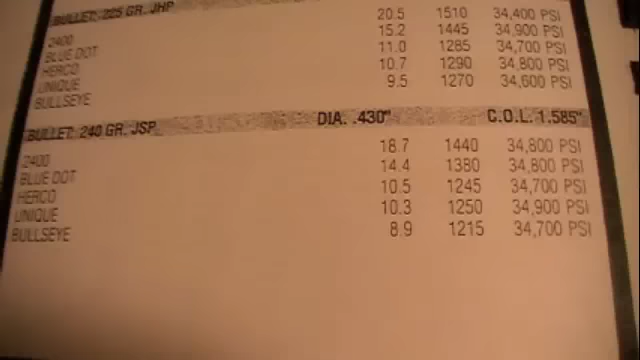 BULLET: 225 GR. JHP
2400 20.5 1510 34,400 PSI
BLUE DOT 15.2 1445 34,900 PSI
HERCO 11.0 1285 34,700 PSI
UNIQUE 10.7 1290 34,800 PSI
BULLSEYE 9.5 1270 34,600 PSI
BULLET: 240 GR. JSP DIA. .430" C.O.L. 1.585"
2400 18.7 1440 34,800 PSI
BLUE DOT 14.4 1380 34,800 PSI
HERCO 10.5 1245 34,700 PSI
UNIQUE 10.3 1250 34,900 PSI
BULLSEYE 8.9 1215 34,700 PSI